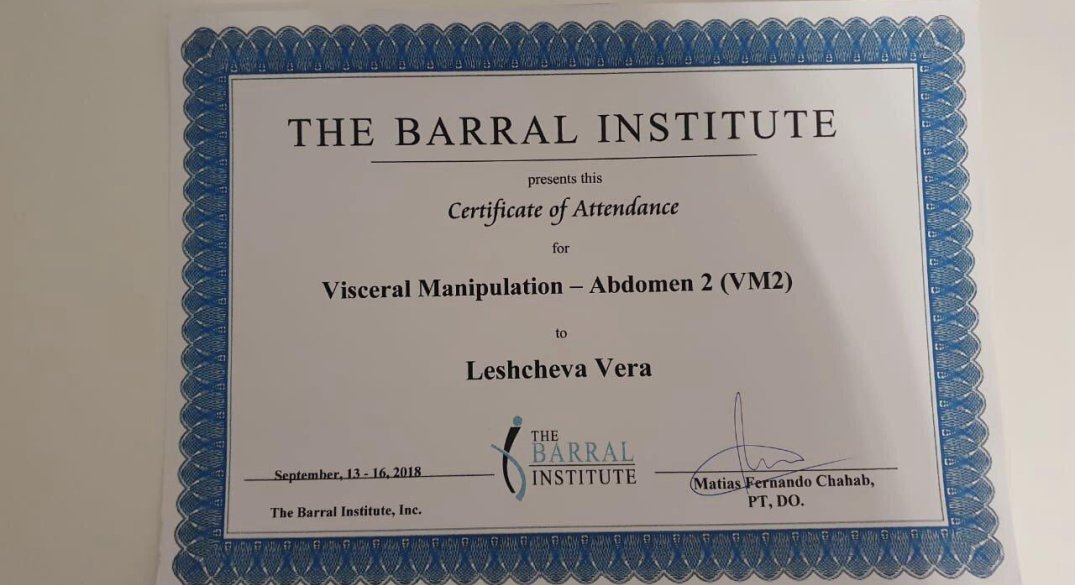 THE BARRAL INSTITUTE
presents this
Certificate of Attendance
for
Visceral Manipulation – Abdomen 2 (VM2)
to
Leshcheva Vera
September, 13 - 16, 2018
The Barral Institute, Inc.
THE
BARRAL
INSTITUTE
Matias Fernando Chahab,
PT, DO.